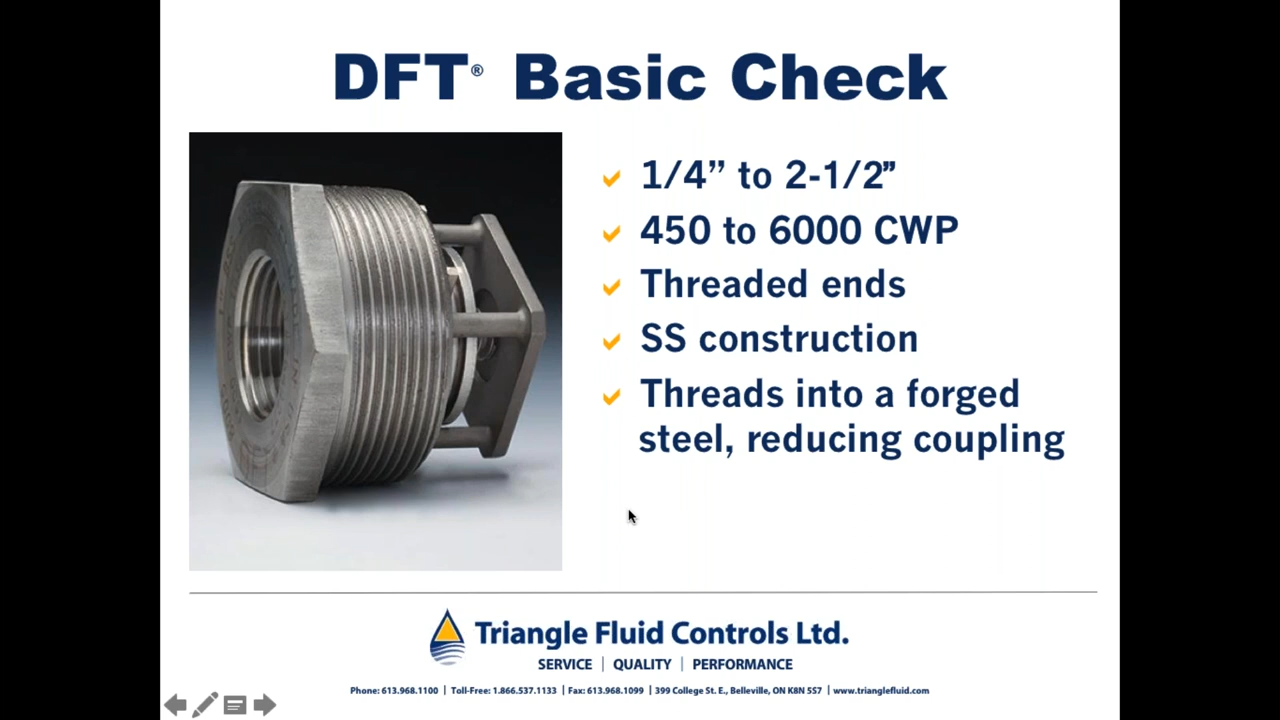 DFT® Basic Check
1/4” to 2-1/2”
450 to 6000 CWP
Threaded ends
SS construction
Threads into a forged
steel, reducing coupling
Triangle Fluid Controls Ltd.
SERVICE | QUALITY | PERFORMANCE
Phone: 613.968.1100 | Toll-Free: 1.866.537.1133 | Fax: 613.968.1099 | 399 College St. E., Belleville, ON K8N 5S7 | www.trianglefluid.com